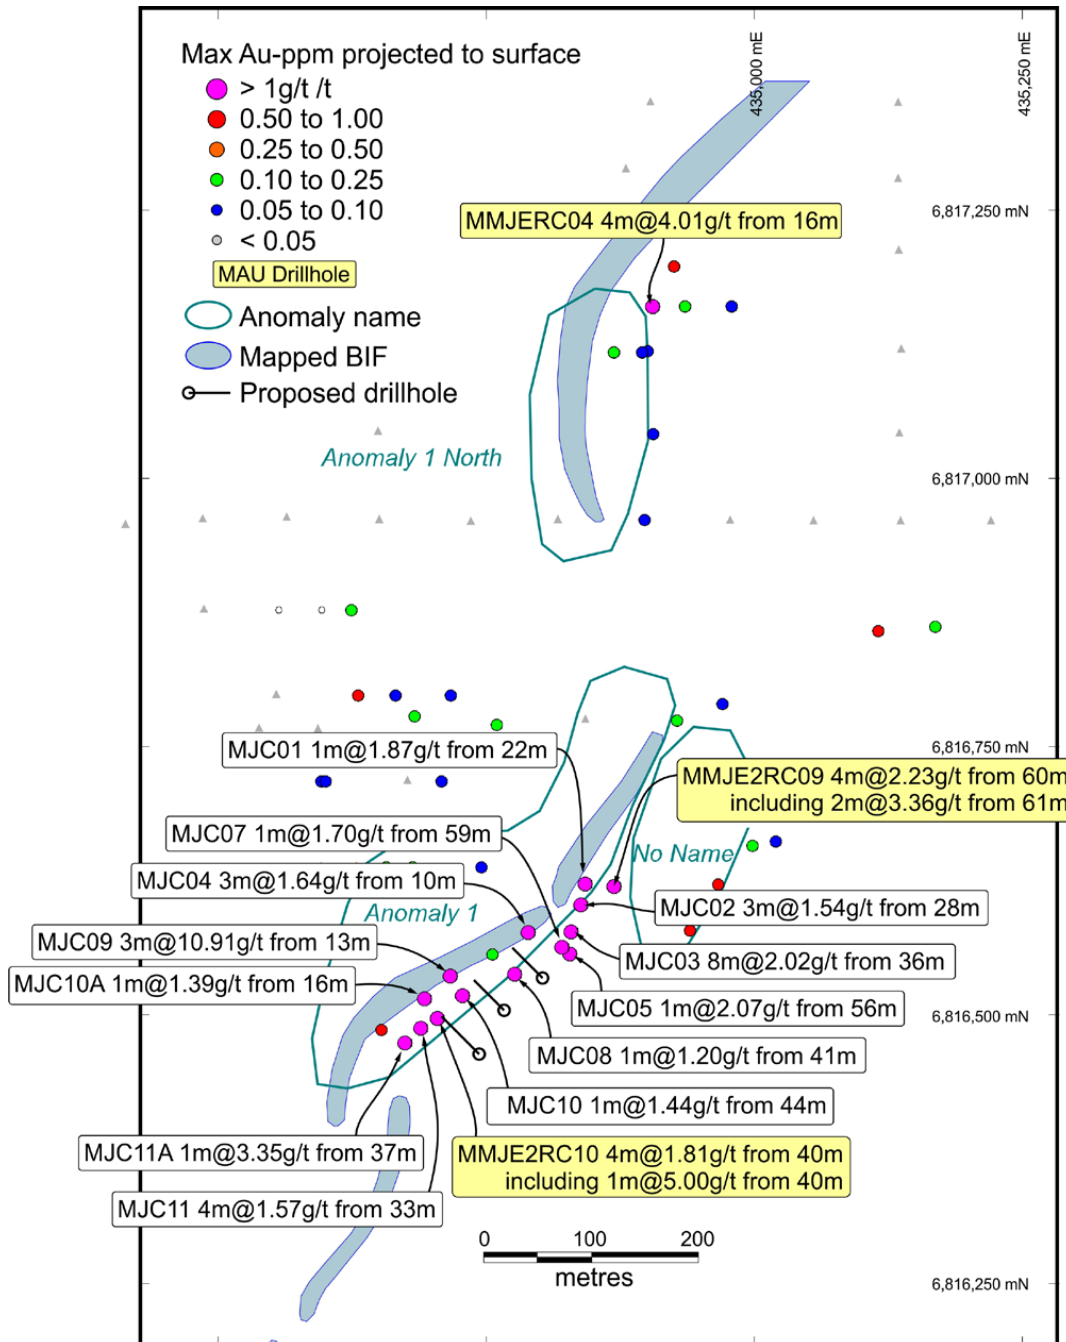 Max Au-ppm projected to surface
> 1g/t /t
0.50 to 1.00
0.25 to 0.50
0.10 to 0.25
0.05 to 0.10
< 0.05
MAU Drillhole
Anomaly name
Mapped BIF
Proposed drillhole
435,000 mE
435,250 mE
6,817,250 mN
MMJERC04 4m@4.01g/t from 16m
Anomaly 1 North
6,817,000 mN
6,816,750 mN
MJC01 1m@1.87g/t from 22m
MMJE2RC09 4m@2.23g/t from 60m
including 2m@3.36g/t from 61m
MJC07 1m@1.70g/t from 59m
No Name
MJC04 3m@1.64g/t from 10m
Anomaly 1
MJC02 3m@1.54g/t from 28m
MJC09 3m@10.91g/t from 13m
MJC03 8m@2.02g/t from 36m
MJC10A 1m@1.39g/t from 16m
MJC05 1m@2.07g/t from 56m
6,816,500 mN
MJC08 1m@1.20g/t from 41m
MJC10 1m@1.44g/t from 44m
MJC11A 1m@3.35g/t from 37m
MMJE2RC10 4m@1.81g/t from 40m
including 1m@5.00g/t from 40m
MJC11 4m@1.57g/t from 33m
0 100 200
metres
6,816,250 mN